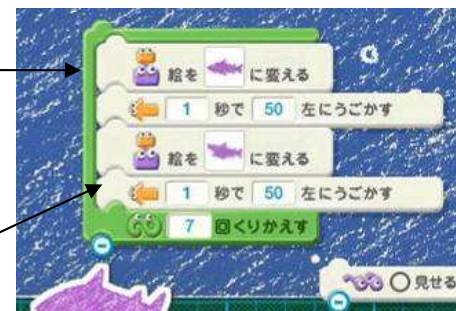 絵を に変える
1 秒で 50 左にうごかす
絵を に変える
1 秒で 50 左にうごかす
7 回くりかえす
見せる